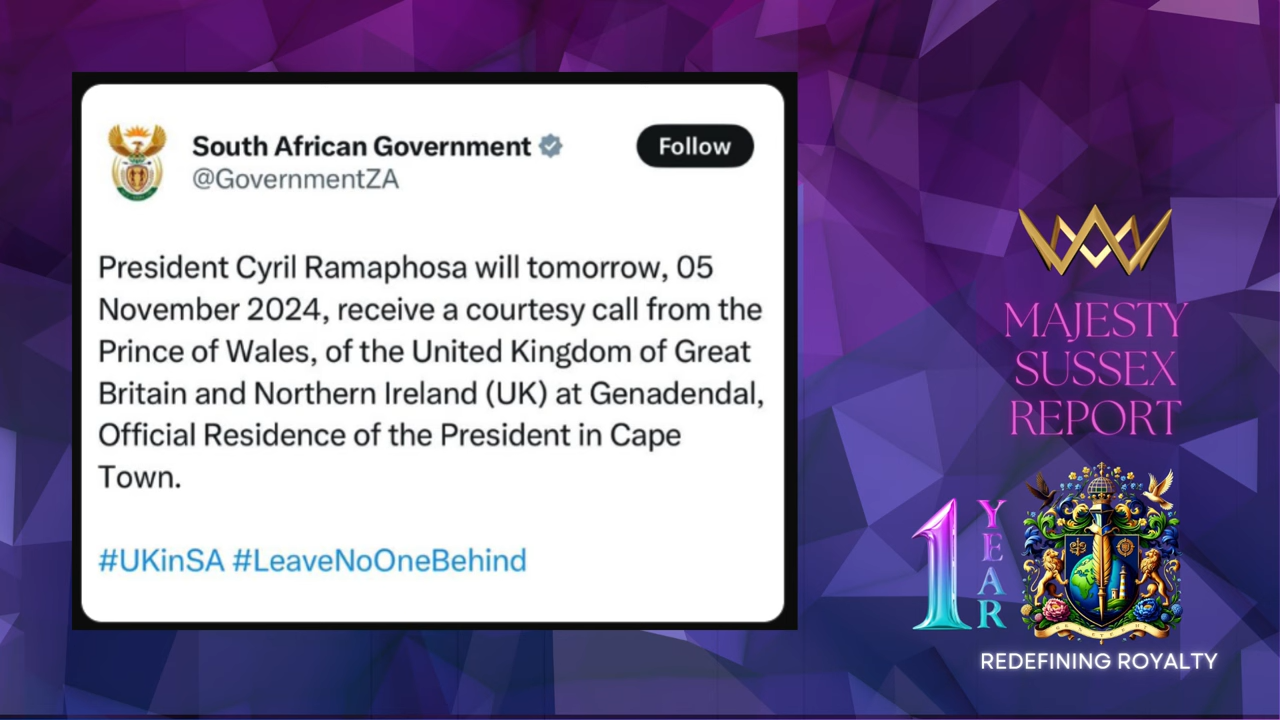 South African Government
@GovernmentZA
Follow
President Cyril Ramaphosa will tomorrow, 05
November 2024, receive a courtesy call from the
Prince of Wales, of the United Kingdom of Great
Britain and Northern Ireland (UK) at Genadendal,
Official Residence of the President in Cape
Town.
#UKinSA #LeaveNoOneBehind
MAJESTY
SUSSEX
REPORT
1 YEAR
REDEFINING ROYALTY